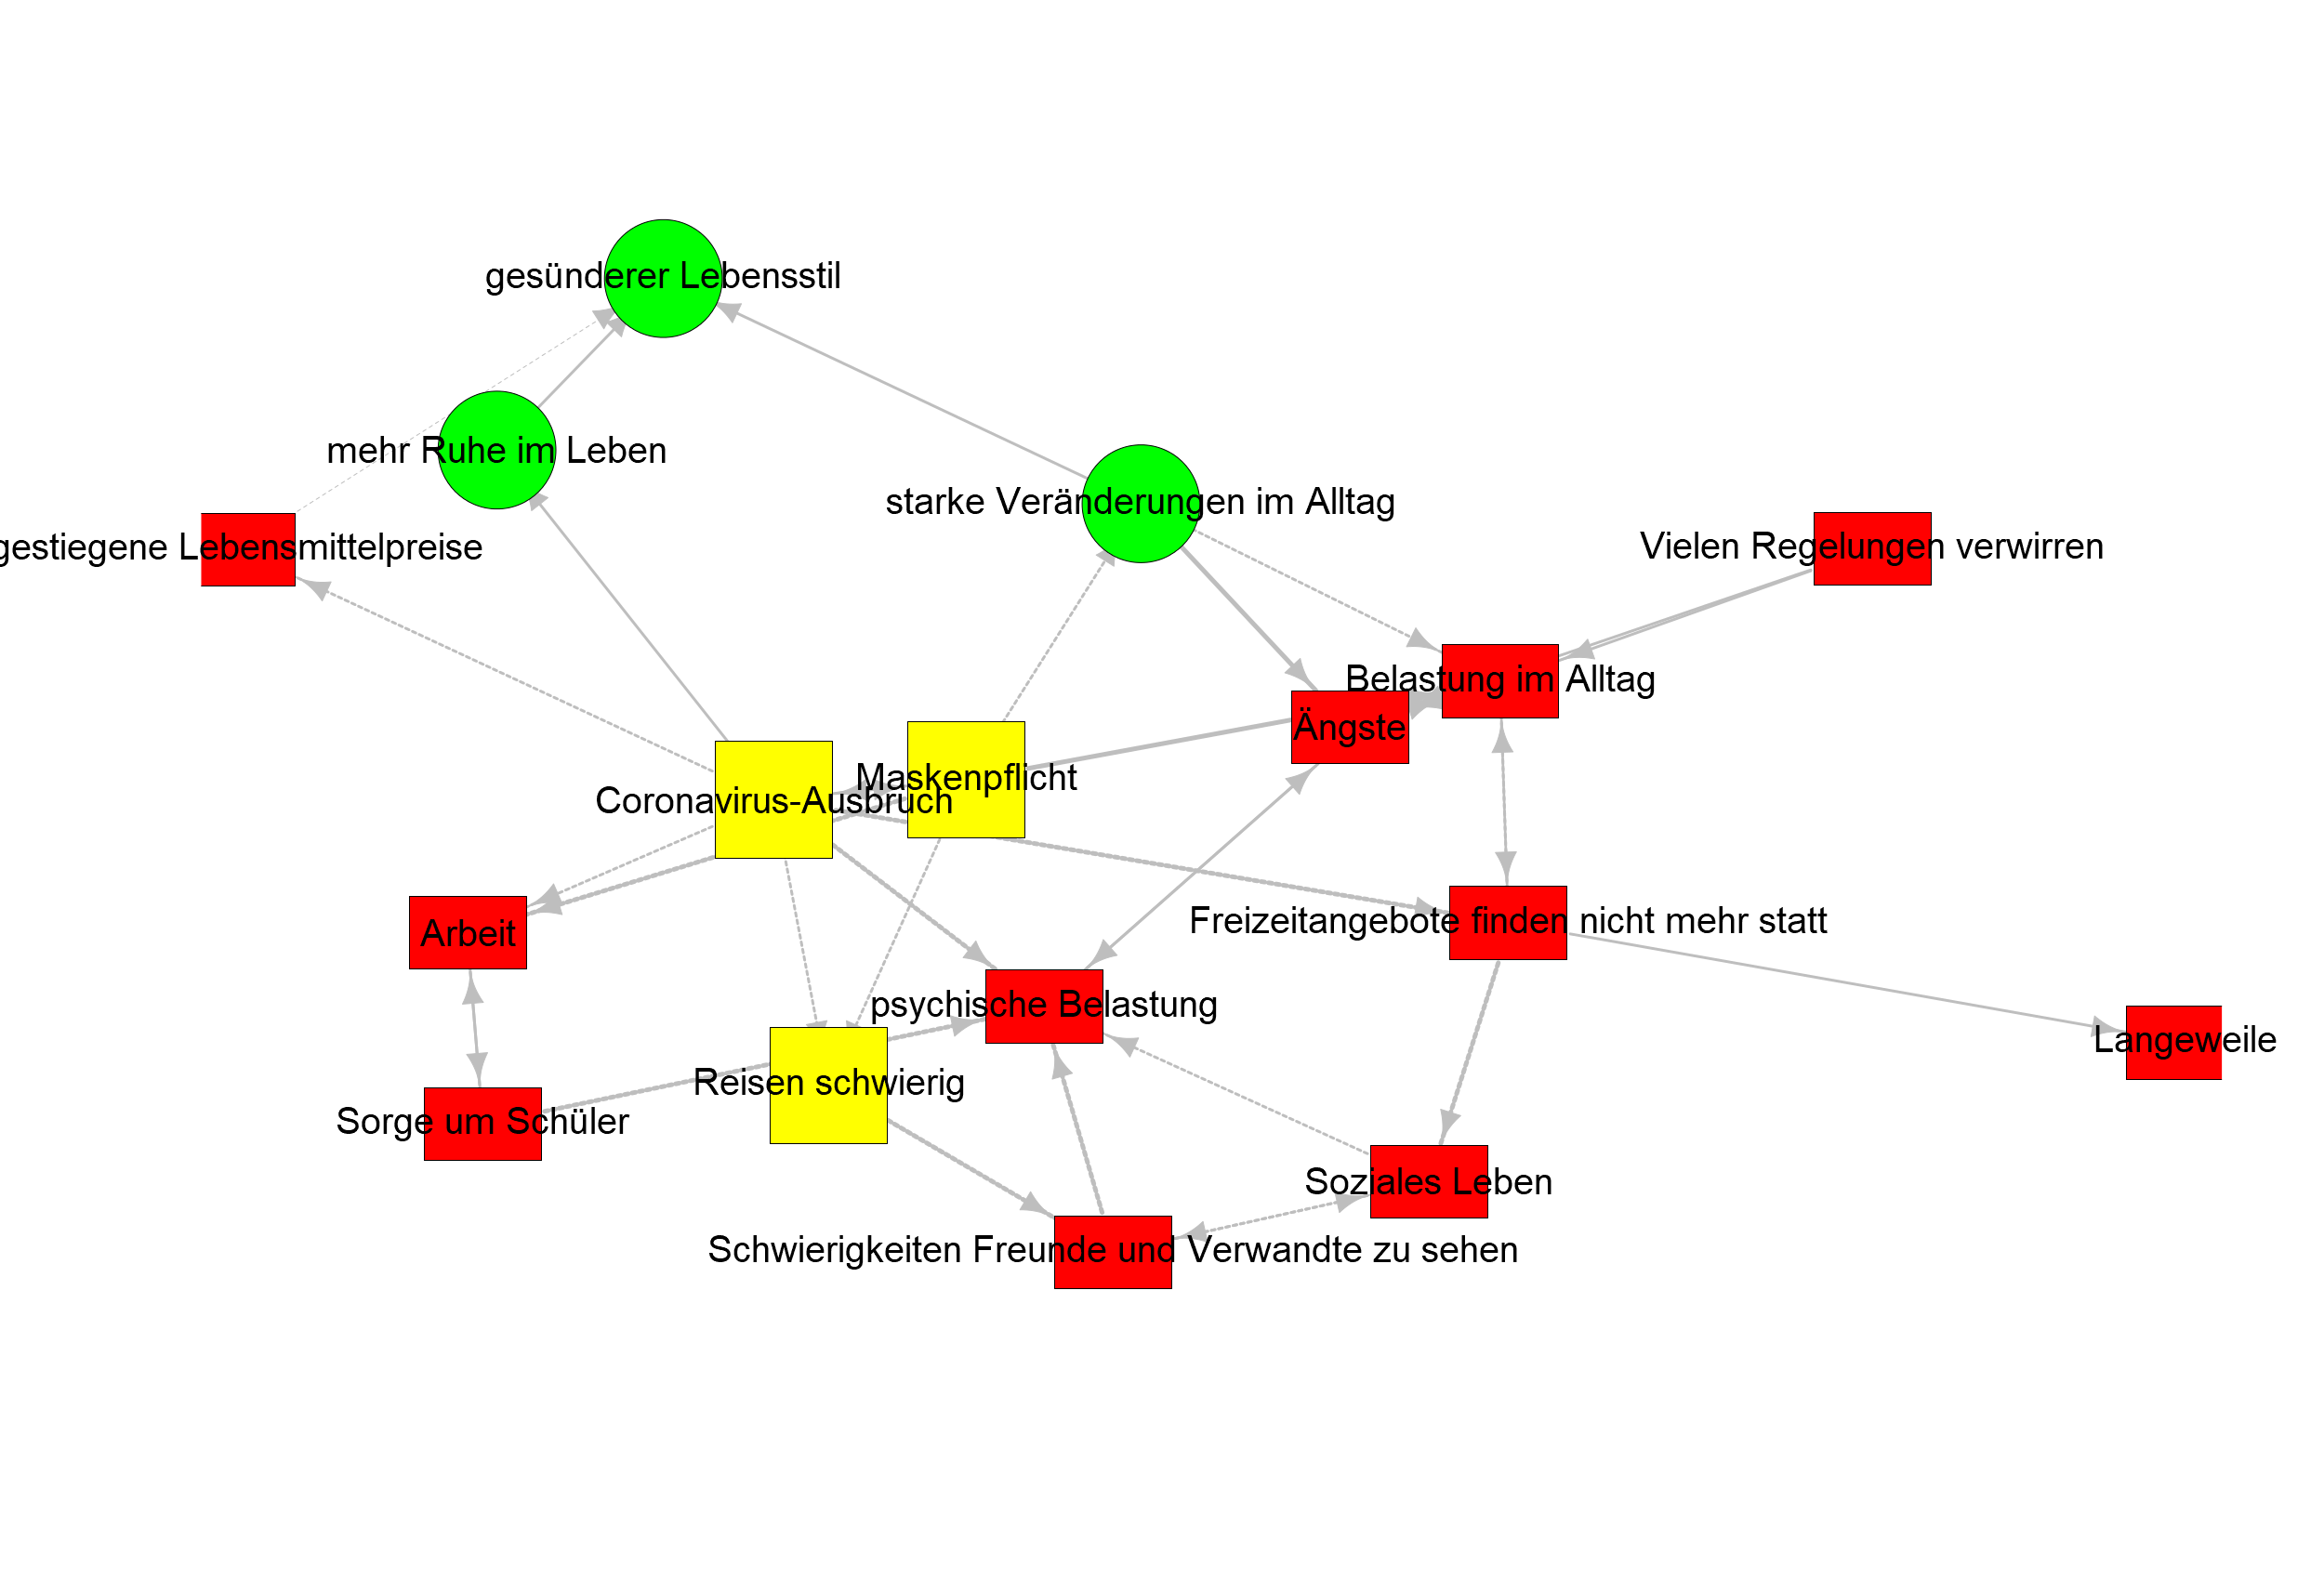 gesünderer Lebensstil
mehr Ruhe im Leben
starke Veränderungen im Alltag
gestiegene Lebensmittelpreise
Vielen Regelungen verwirren
Belastung im Alltag
Ängste
Maskenpflicht
Coronavirus-Ausbruch
Arbeit
Freizeitangebote finden nicht mehr statt
psychische Belastung
Langeweile
Reisen schwierig
Sorge um Schüler
Soziales Leben
Schwierigkeiten Freunde und Verwandte zu sehen